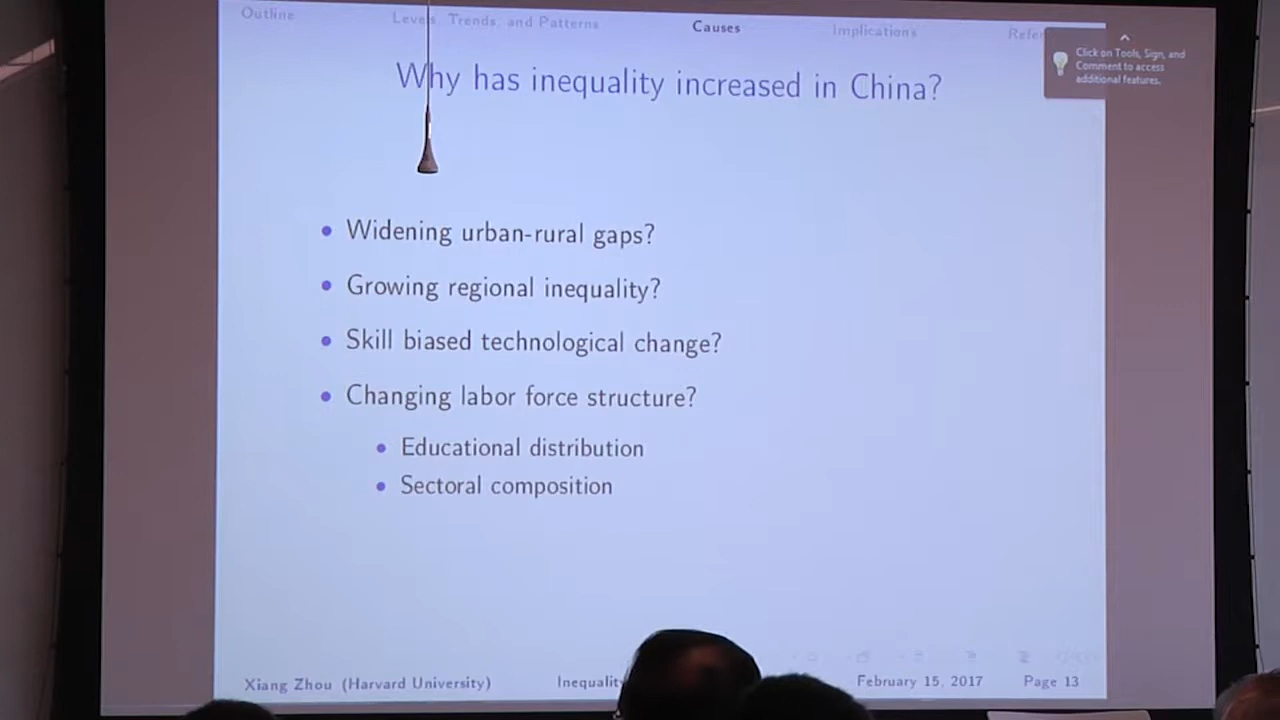 Outline
Levels, Trends, and Patterns
Causes
Implications
Click on Tools, Sign, and
Comment to access
additional features.
Why has inequality increased in China?
Widening urban-rural gaps?
Growing regional inequality?
Skill biased technological change?
Changing labor force structure?
Educational distribution
Sectoral composition
Xiang Zhou (Harvard University)
February 15, 2017
Page 13